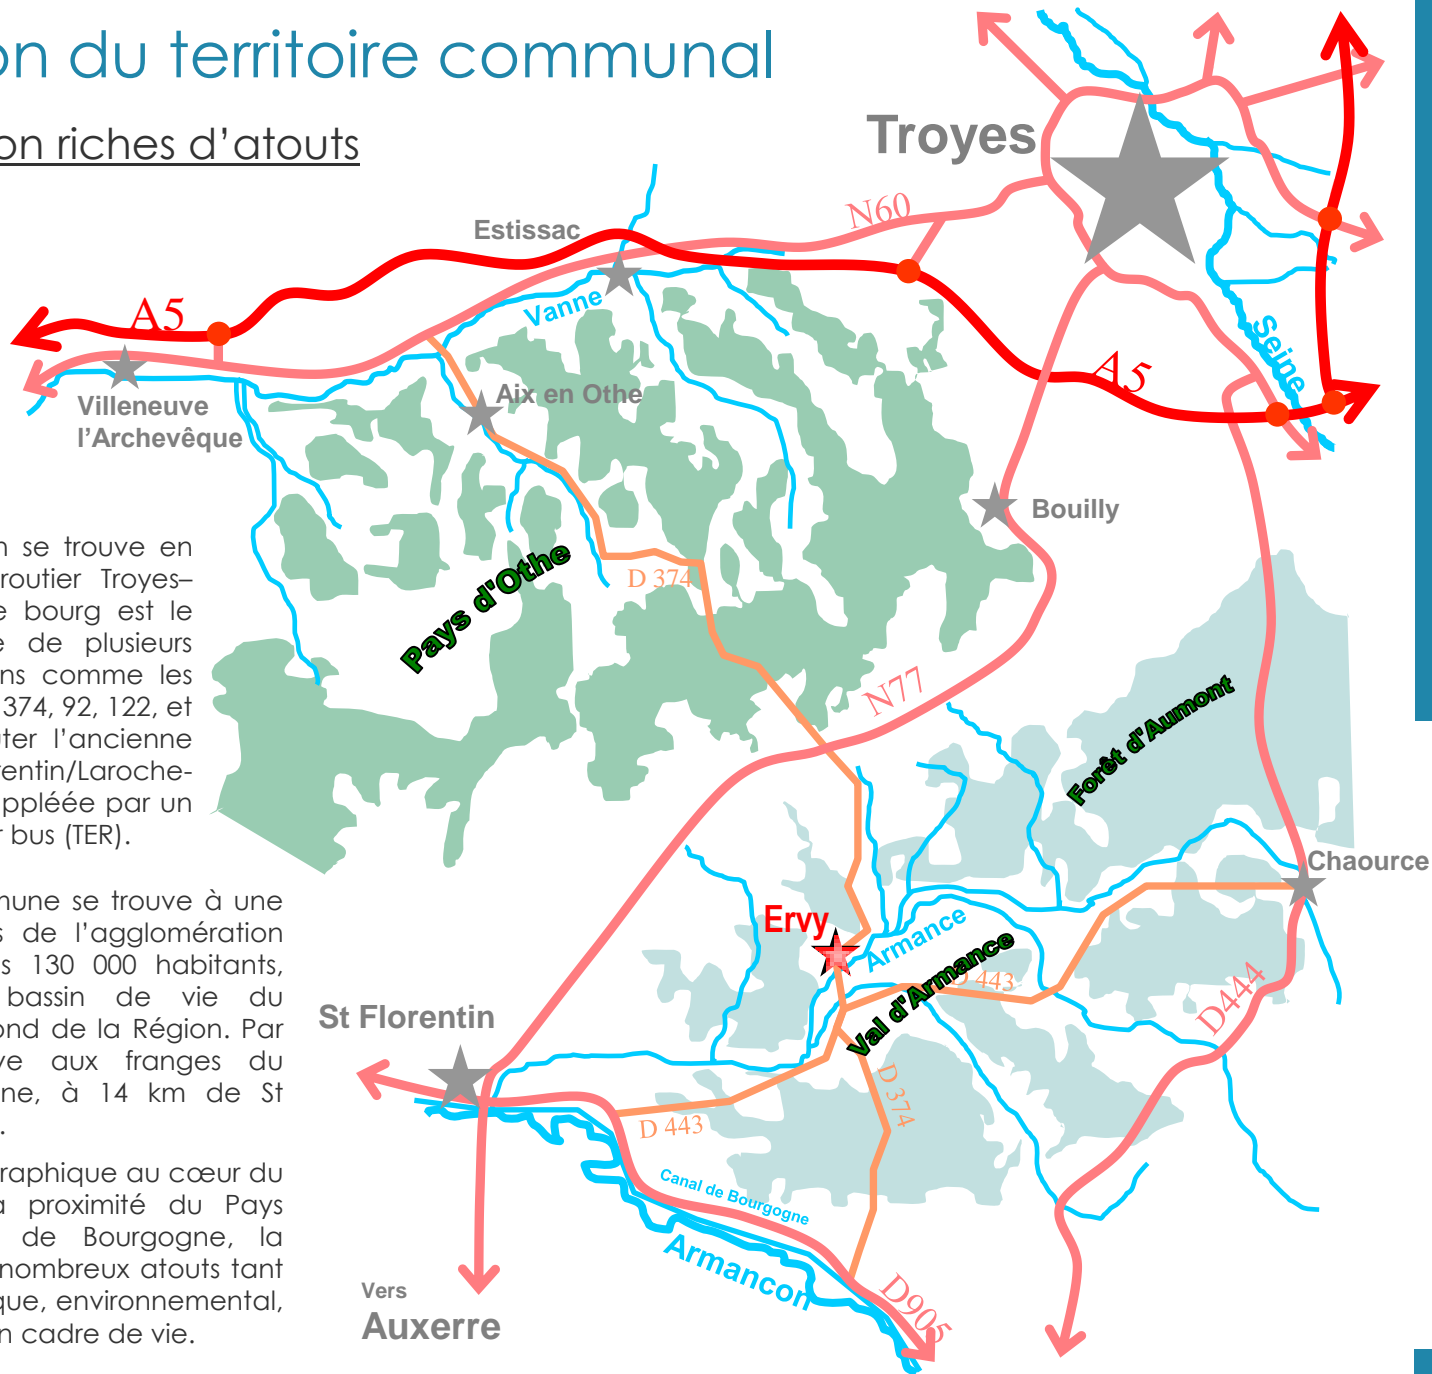 on du territoire communal
on riches d'atouts
Troyes
N60
Estissac
A5
Vanne
Seine
A5
Villeneuve
l'Archevêque
Aix en Othe
Bouilly
n se trouve en
routier Troyes–
e bourg est le
e de plusieurs
ns comme les
374, 92, 122, et
uter l'ancienne
rentin/Laroche-
ppléée par un
r bus (TER).
Pays d'Othe
D 374
N77
Forêt d'Aumont
Chaource
mune se trouve à une
s de l'agglomération
s 130 000 habitants,
bassin de vie du
ond de la Région. Par
ve aux franges du
ne, à 14 km de St
.
Ervy
Armance
D 443
Val d'Armance
D444
St Florentin
D 374
D 443
raphique au cœur du
a proximité du Pays
de Bourgogne, la
nombreux atouts tant
que, environnemental,
n cadre de vie.
Canal de Bourgogne
Armancon
D905
Vers
Auxerre